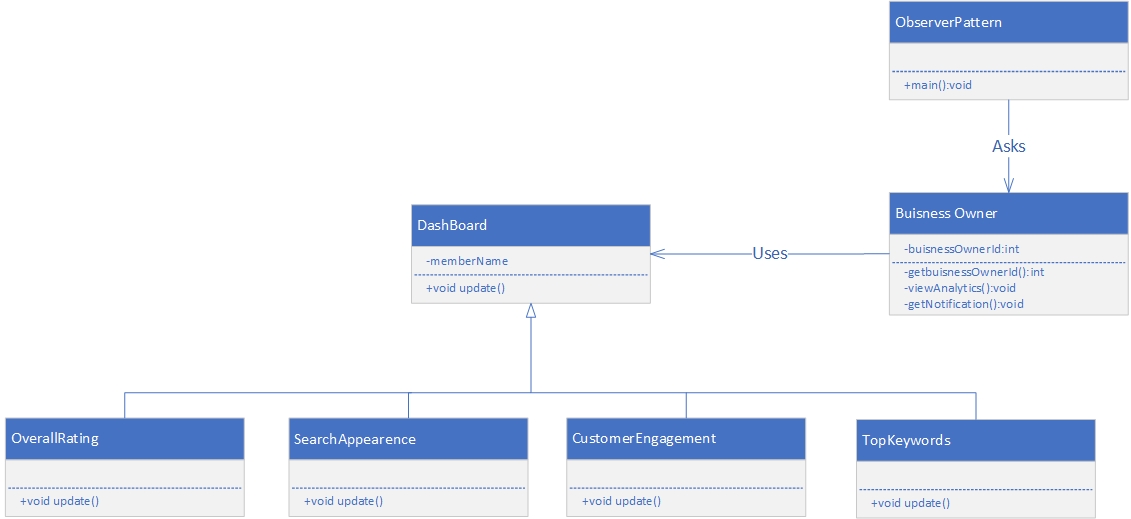 ObserverPattern
+main():void
Asks
Buisness Owner
-buisnessOwnerId:int
-getbuisnessOwnerId():int
-viewAnalytics():void
-getNotification():void
Uses
DashBoard
-memberName
+void update()
OverallRating
+void update()
SearchAppearence
+void update()
CustomerEngagement
+void update()
TopKeywords
+void update()